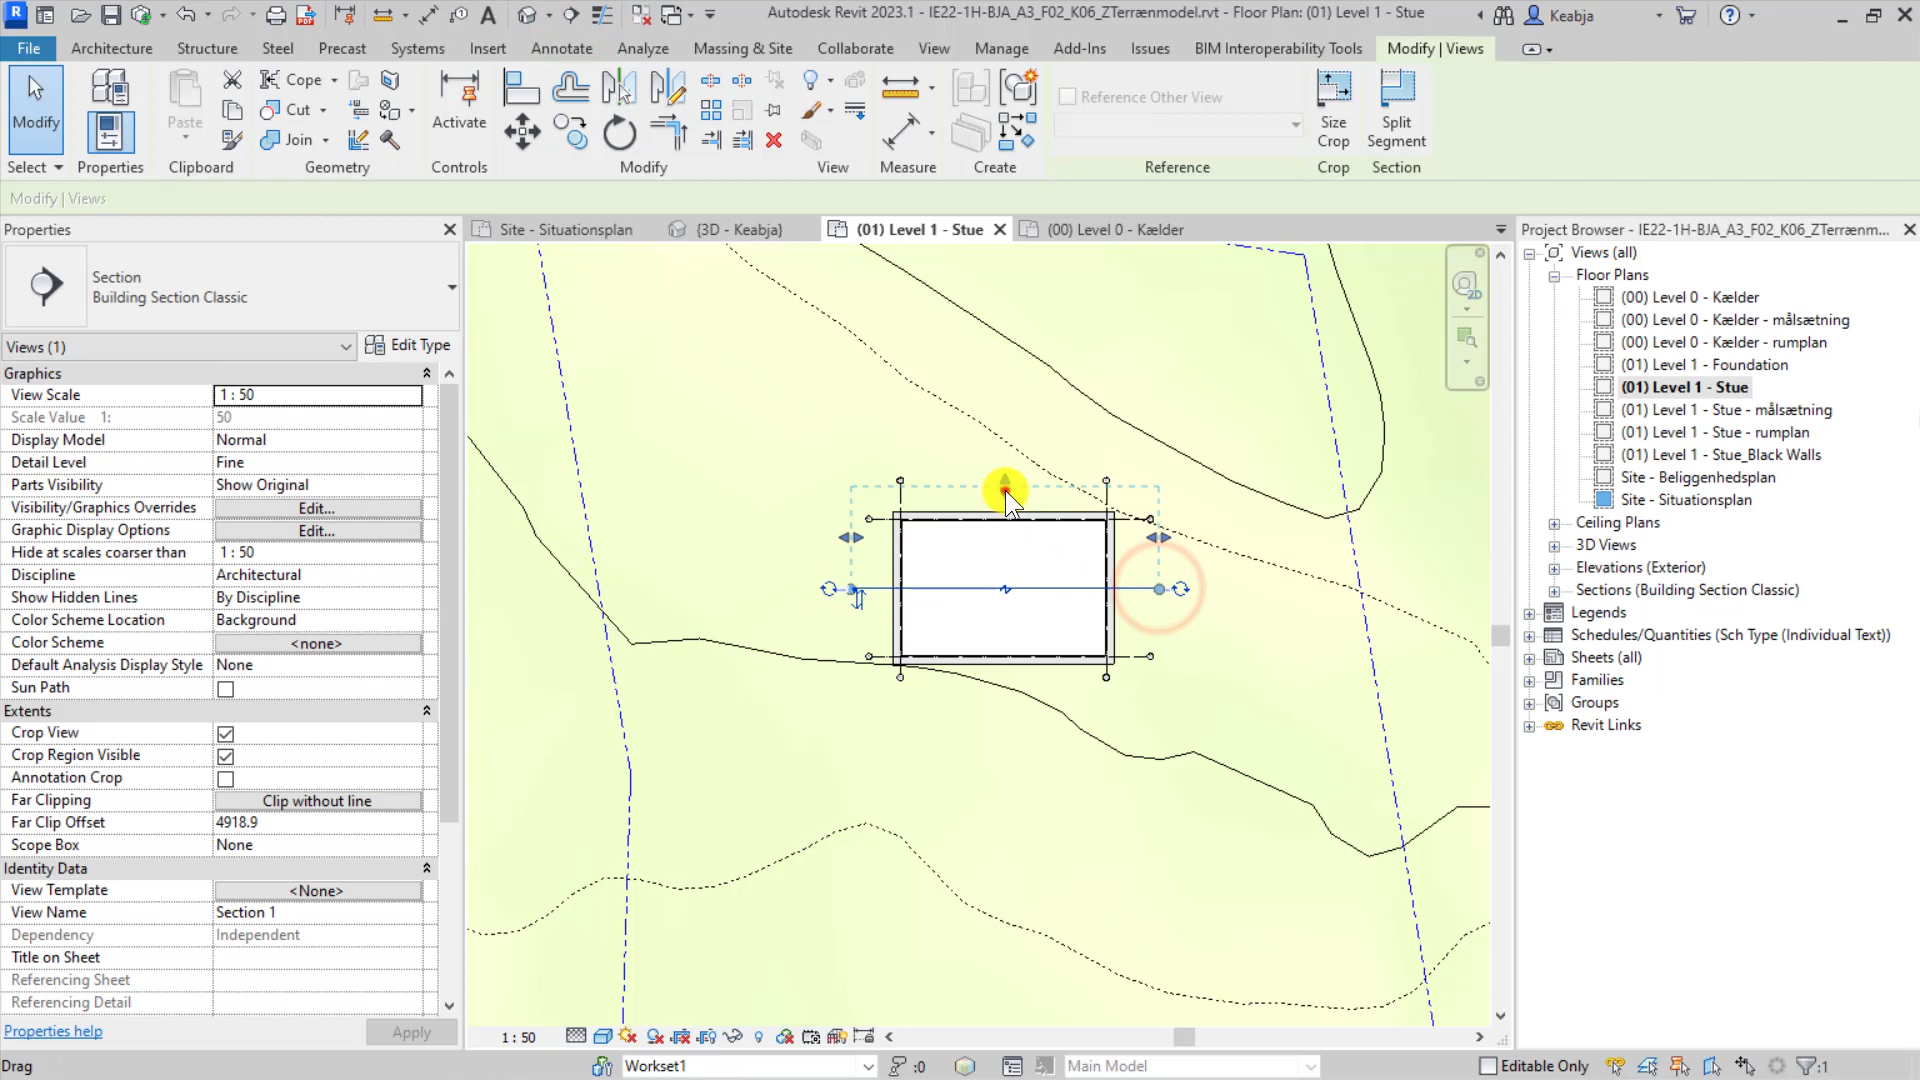 Autodesk Revit 2023.1 - IE22-1H-BJA_A3_F02_K06_ZTerrænmodel.rvt - Floor Plan: (01) Level 1 - Stue
Keabja
File Architecture Structure Steel Precast Systems Insert Annotate Analyze Massing & Site Collaborate View Manage Add-Ins Issues BIM Interoperability Tools Modify | Views
Modify
Paste
Cope
Cut
Join
Activate
Reference Other View
Size Crop
Split Segment
Select Properties Clipboard Geometry Controls Modify View Measure Create Reference Crop Section
Modify | Views
Properties
Site - Situationsplan
{3D - Keabja}
(01) Level 1 - Stue
(00) Level 0 - Kælder
Project Browser - IE22-1H-BJA_A3_F02_K06_ZTerrænm...
Section
Building Section Classic
Views (1)
Edit Type
Graphics
View Scale 1 : 50
Scale Value 1: 50
Display Model Normal
Detail Level Fine
Parts Visibility Show Original
Visibility/Graphics Overrides Edit...
Graphic Display Options Edit...
Hide at scales coarser than 1 : 50
Discipline Architectural
Show Hidden Lines By Discipline
Color Scheme Location Background
Color Scheme <none>
Default Analysis Display Style None
Sun Path
Extents
Crop View
Crop Region Visible
Annotation Crop
Far Clipping Clip without line
Far Clip Offset 4918.9
Scope Box None
Identity Data
View Template <None>
View Name Section 1
Dependency Independent
Title on Sheet
Referencing Sheet
Referencing Detail
Properties help
Apply
2D
Views (all)
Floor Plans
(00) Level 0 - Kælder
(00) Level 0 - Kælder - målsætning
(00) Level 0 - Kælder - rumplan
(01) Level 1 - Foundation
(01) Level 1 - Stue
(01) Level 1 - Stue - målsætning
(01) Level 1 - Stue - rumplan
(01) Level 1 - Stue_Black Walls
Site - Beliggenhedsplan
Site - Situationsplan
Ceiling Plans
3D Views
Elevations (Exterior)
Sections (Building Section Classic)
Legends
Schedules/Quantities (Sch Type (Individual Text))
Sheets (all)
Families
Groups
Revit Links
1 : 50
Drag
Workset1
:0
Main Model
Editable Only
:1